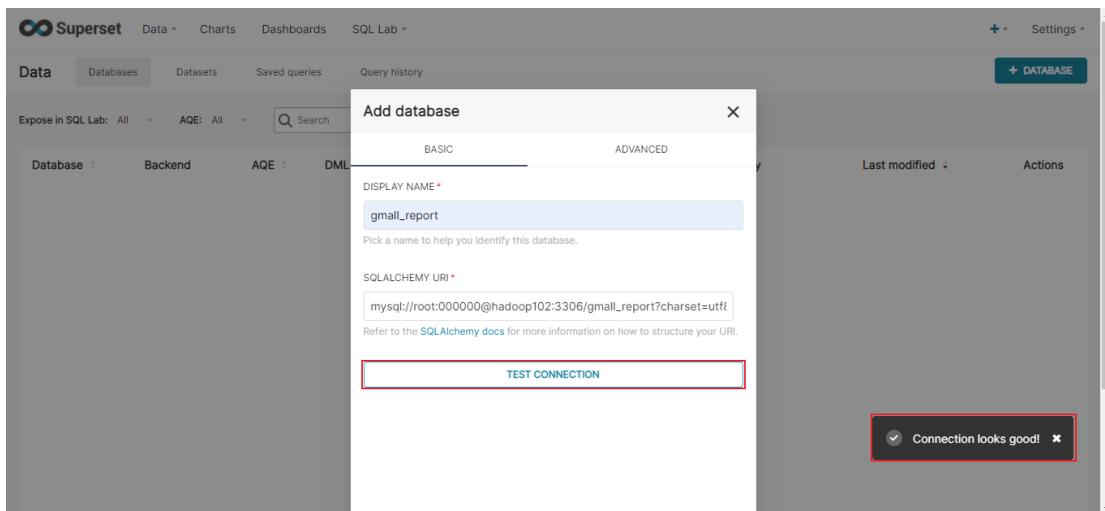 Superset Data Charts Dashboards SQL Lab + Settings
Data Databases Datasets Saved queries Query history + DATABASE
Add database ×
Expose in SQL Lab: All AQE: All Search
BASIC ADVANCED
Database Backend AQE DML y Last modified Actions
DISPLAY NAME *
gmall_report
Pick a name to help you identify this database.
SQLALCHEMY URI *
mysql://root:000000@hadoop102:3306/gmall_report?charset=utf8
Refer to the SQLAlchemy docs for more information on how to structure your URI.
TEST CONNECTION
Connection looks good! ×